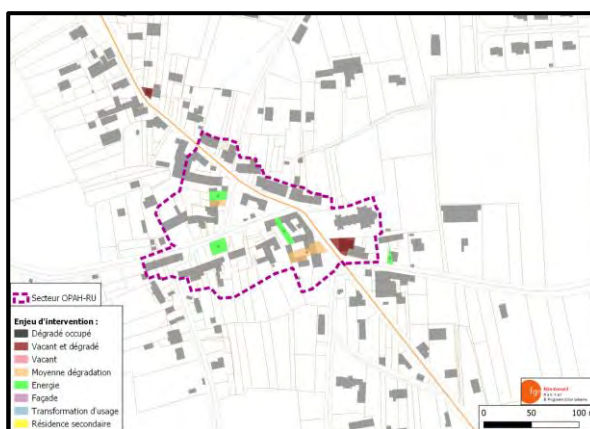 Secteur OPAH-RU
Enjeu d'intervention :
Dégradé occupé
Vacant et dégradé
Vacant
Moyenne dégradation
Energie
Façade
Transformation d'usage
Résidence secondaire
0 50 100